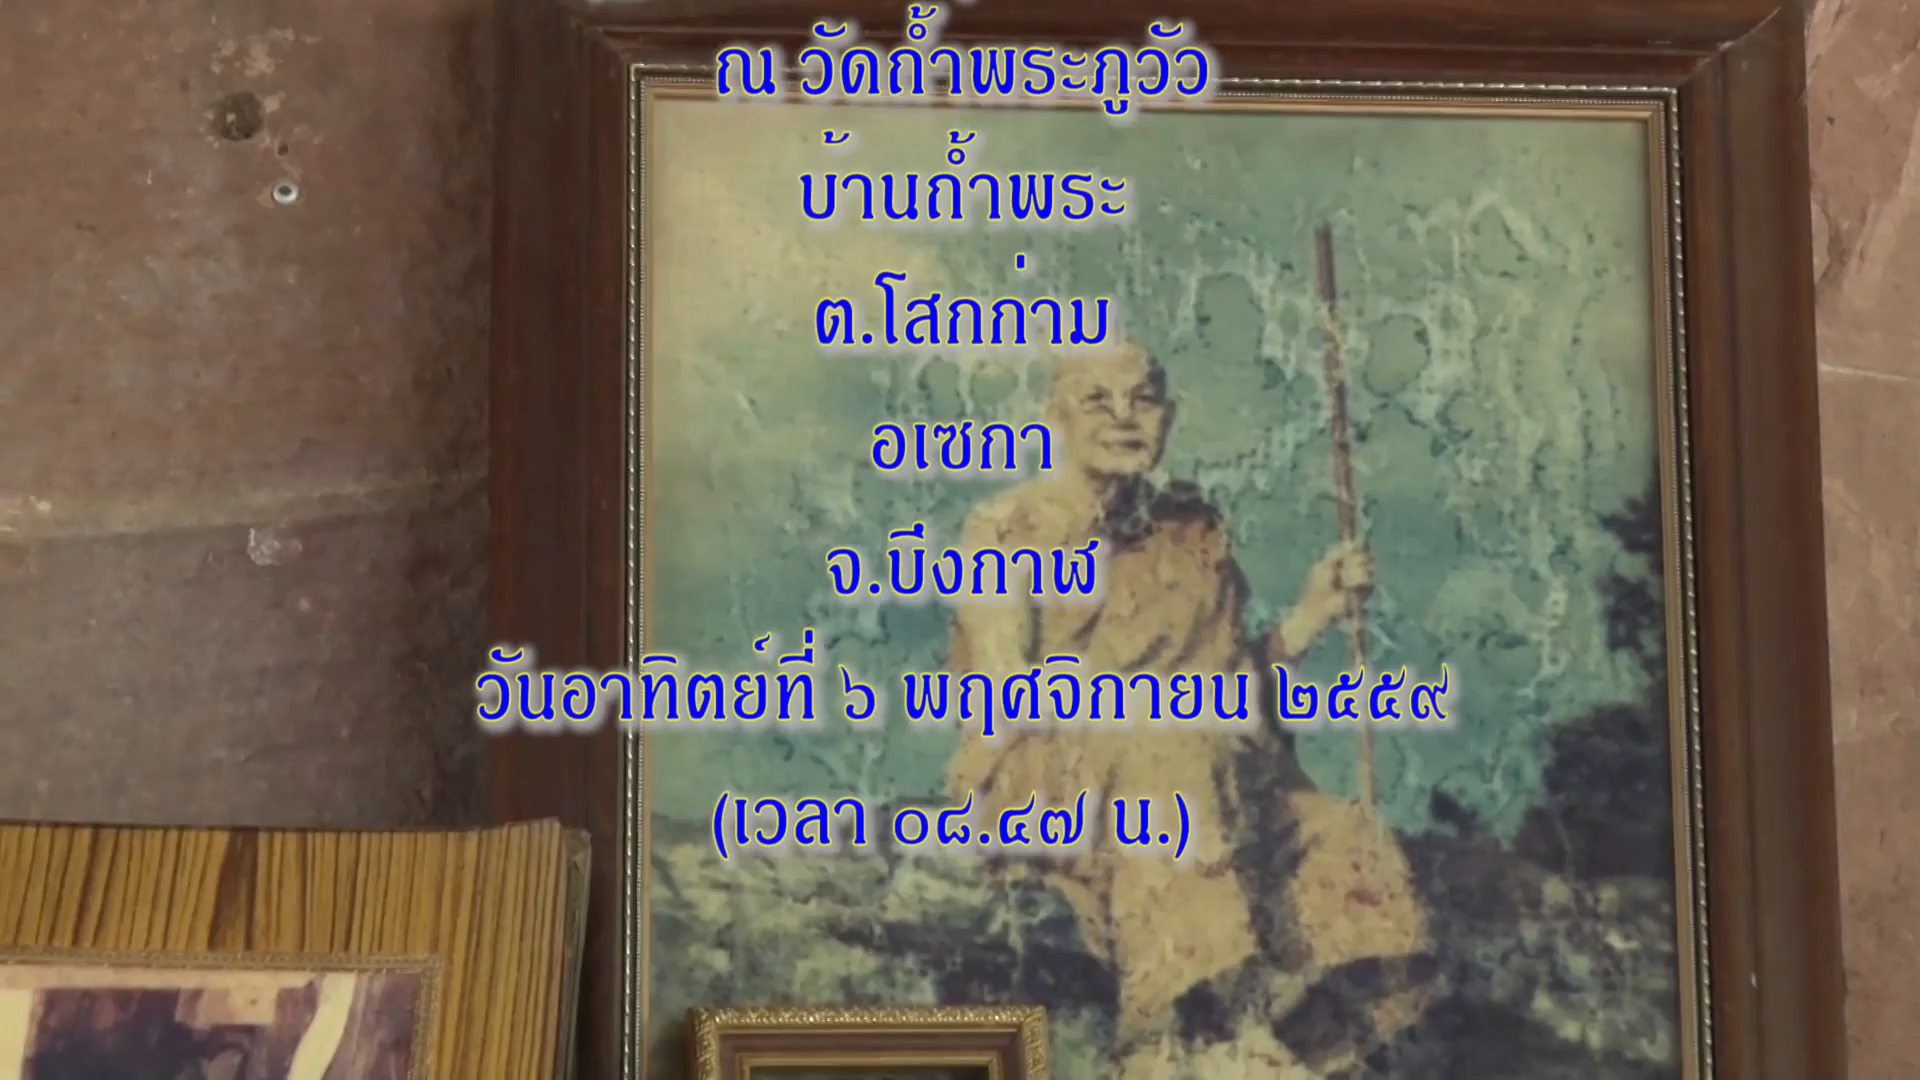 ณ วัดถ้ำพระภูวัว
บ้านถ้ำพระ
ต.โสกก่าม
อเซกา
จ.บึงกาฬ
วันอาทิตย์ที่ ๖ พฤศจิกายน ๒๕๕๙
(เวลา ๐๘.๔๗ น.)